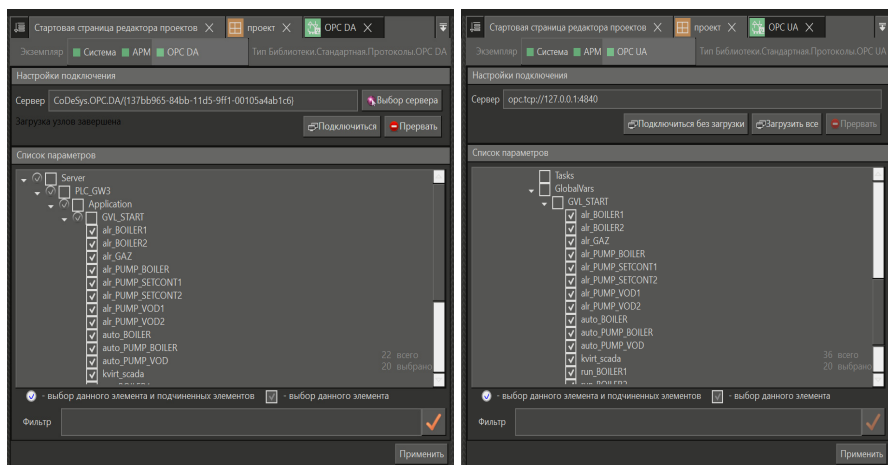 Стартовая страница редактора проектов
проект
OPC DA
Экземпляр Система АРМ OPC DA Тип Библиотеки.Стандартная.Протоколы.OPC DA
Настройки подключения
Сервер CoDeSys.OPC.DA/{137bb965-84bb-11d5-9ff1-00105a4ab1c6} Выбор сервера
Загрузка узлов завершена
Подключиться Прервать
Список параметров
Server
PLC_GW3
Application
GVL_START
alr_BOILER1
alr_BOILER2
alr_GAZ
alr_PUMP_BOILER
alr_PUMP_SETCONT1
alr_PUMP_SETCONT2
alr_PUMP_VOD1
alr_PUMP_VOD2
auto_BOILER
auto_PUMP_BOILER
auto_PUMP_VOD
kvirt_scada
22 всего
20 выбрано
- выбор данного элемента и подчиненных элементов - выбор данного элемента
Фильтр
Применить
Стартовая страница редактора проектов
проект
OPC UA
Экземпляр Система АРМ OPC UA Тип Библиотеки.Стандартная.Протоколы.OPC UA
Настройки подключения
Сервер opc.tcp://127.0.0.1:4840
Подключиться без загрузки Загрузить все Прервать
Список параметров
Tasks
GlobalVars
GVL_START
alr_BOILER1
alr_BOILER2
alr_GAZ
alr_PUMP_BOILER
alr_PUMP_SETCONT1
alr_PUMP_SETCONT2
alr_PUMP_VOD1
alr_PUMP_VOD2
auto_BOILER
auto_PUMP_BOILER
auto_PUMP_VOD
kvirt_scada
run_BOILER1
36 всего
20 выбрано
- выбор данного элемента и подчиненных элементов - выбор данного элемента
Фильтр
Применить